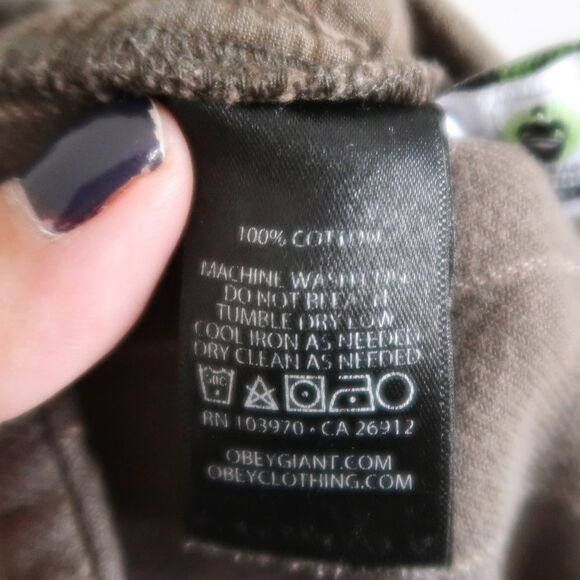 100% COTTON
MACHINE WASH
DO NOT BLEACH
TUMBLE DRY LOW
COOL IRON AS NEEDED
DRY CLEAN AS NEEDED
RN 103970 • CA 26912
OBEYGIANT.COM
OBEYCLOTHING.COM